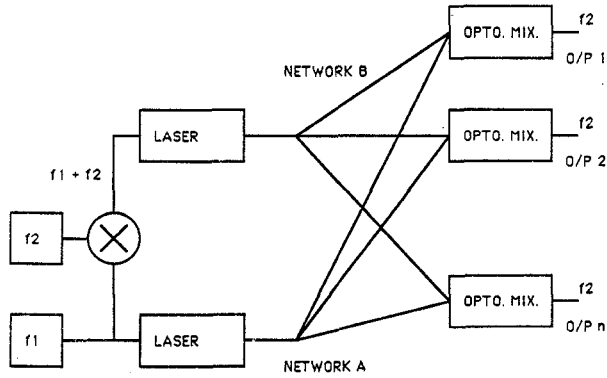 f2
OPTO. MIX.
O/P 1
NETWORK B
f2
LASER
OPTO. MIX.
O/P 2
f1 + f2
f2
f2
OPTO. MIX.
O/P n
f1
LASER
NETWORK A